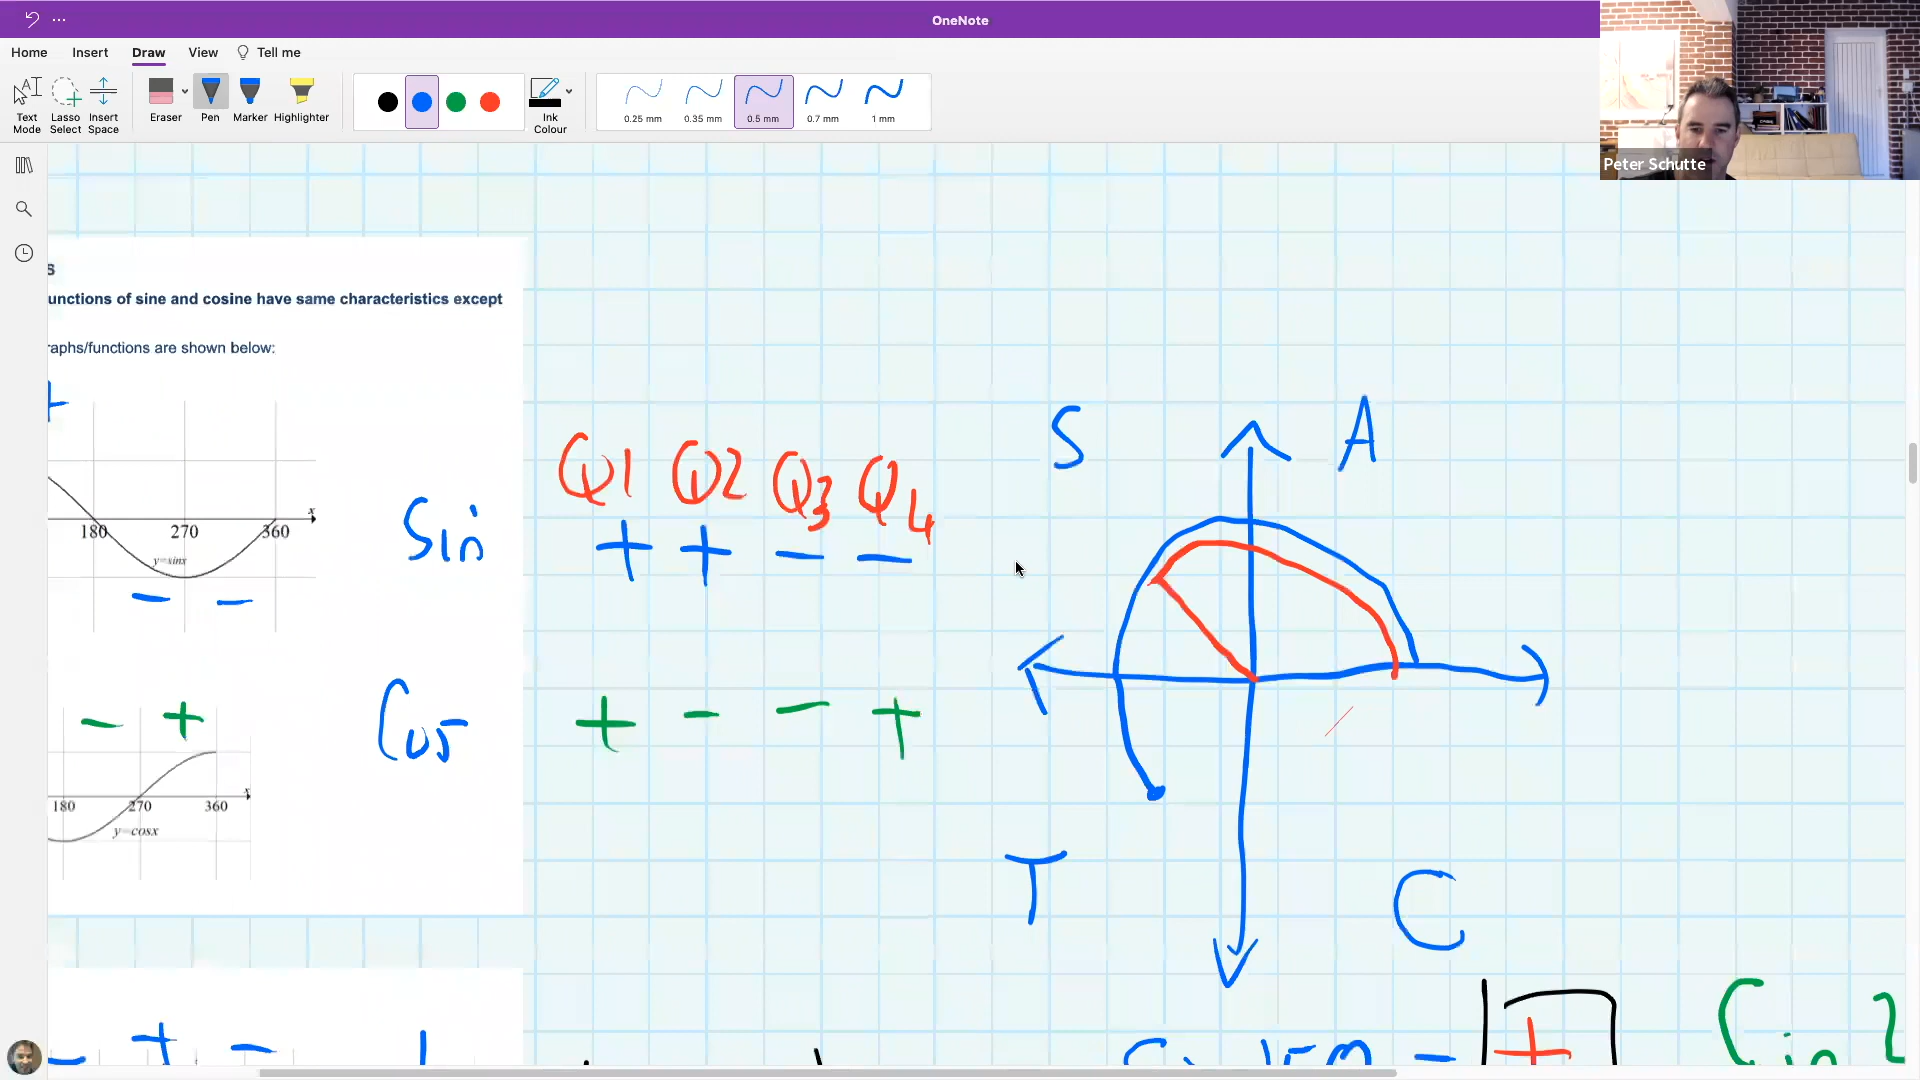 OneNote
Home Insert Draw View Tell me
Text Mode
Lasso Select
Insert Space
Eraser
Pen
Marker
Highlighter
Ink Colour
0.25 mm
0.35 mm
0.5 mm
0.7 mm
1 mm
Peter Schutte
s
unctions of sine and cosine have same characteristics except
raphs/functions are shown below:
+
180 270 360 x
y=sinx
- -
Q1 Q2 Q3 Q4
Sin + + - -
Cos + - - +
- +
180 270 360 x
y=cosx
S A
T C
- + -
- +